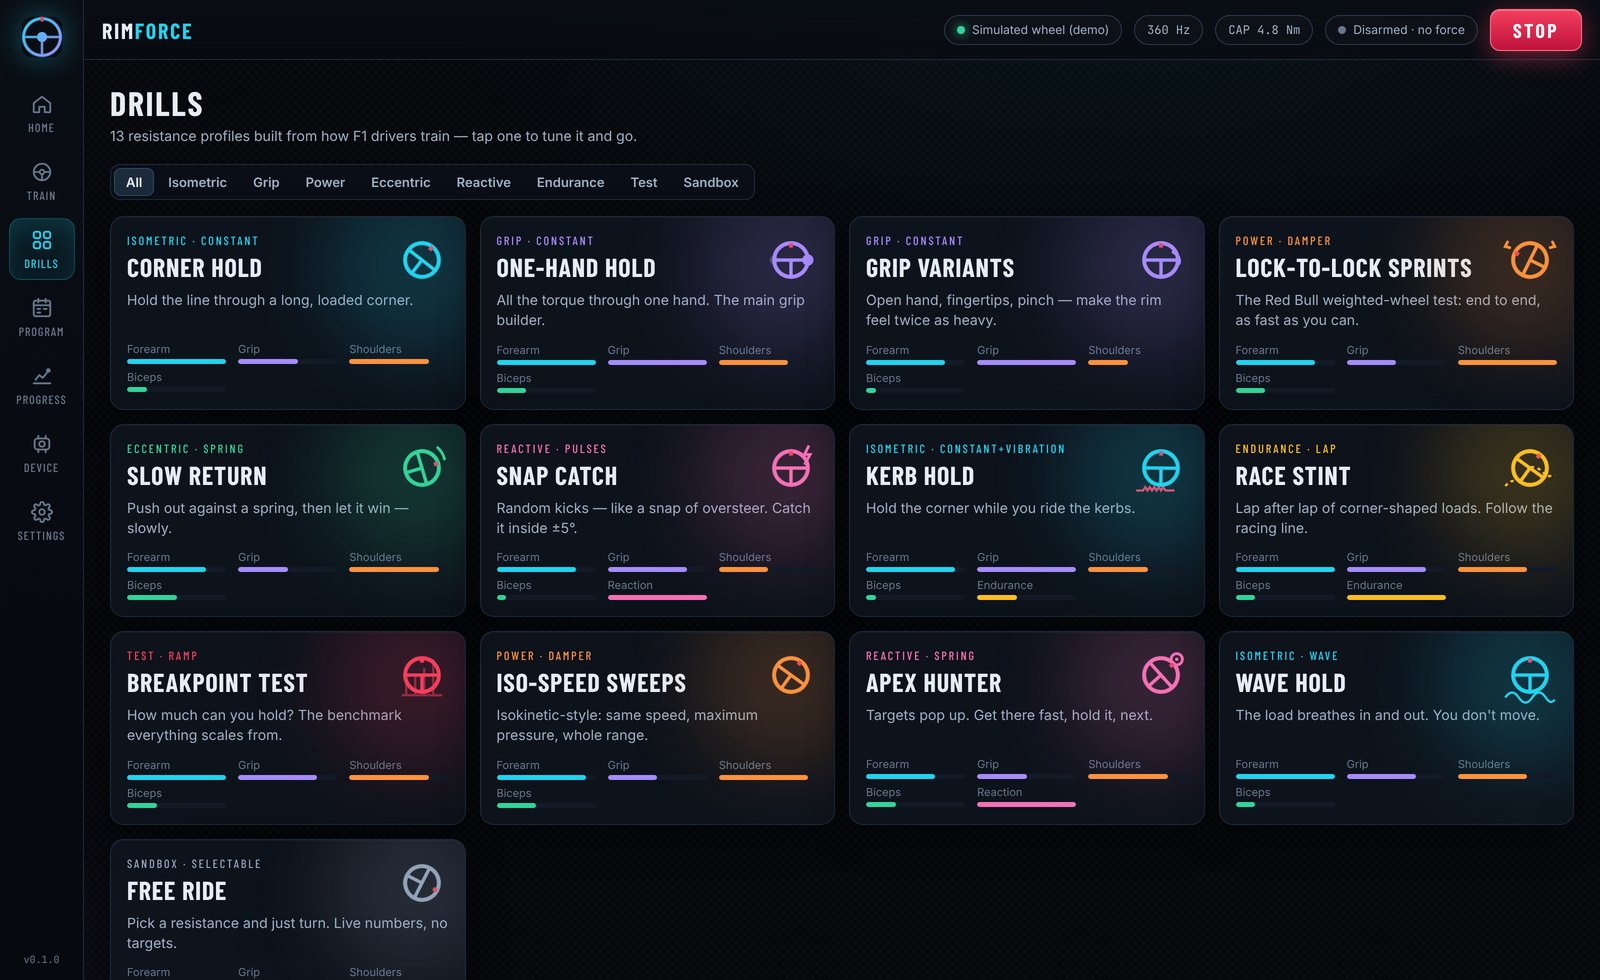 RIMFORCE
Simulated wheel (demo)
360 Hz
CAP 4.8 Nm
Disarmed · no force
STOP
HOME
TRAIN
DRILLS
PROGRAM
PROGRESS
DEVICE
SETTINGS
v0.1.0
DRILLS
13 resistance profiles built from how F1 drivers train — tap one to tune it and go.
All
Isometric
Grip
Power
Eccentric
Reactive
Endurance
Test
Sandbox
ISOMETRIC · CONSTANT
CORNER HOLD
Hold the line through a long, loaded corner.
Forearm
Grip
Shoulders
Biceps
GRIP · CONSTANT
ONE-HAND HOLD
All the torque through one hand. The main grip
builder.
Forearm
Grip
Shoulders
Biceps
GRIP · CONSTANT
GRIP VARIANTS
Open hand, fingertips, pinch — make the rim
feel twice as heavy.
Forearm
Grip
Shoulders
Biceps
POWER · DAMPER
LOCK-TO-LOCK SPRINTS
The Red Bull weighted-wheel test: end to end,
as fast as you can.
Forearm
Grip
Shoulders
Biceps
ECCENTRIC · SPRING
SLOW RETURN
Push out against a spring, then let it win —
slowly.
Forearm
Grip
Shoulders
Biceps
REACTIVE · PULSES
SNAP CATCH
Random kicks — like a snap of oversteer. Catch
it inside ±5°.
Forearm
Grip
Shoulders
Biceps
Reaction
ISOMETRIC · CONSTANT+VIBRATION
KERB HOLD
Hold the corner while you ride the kerbs.
Forearm
Grip
Shoulders
Biceps
Endurance
ENDURANCE · LAP
RACE STINT
Lap after lap of corner-shaped loads. Follow the
racing line.
Forearm
Grip
Shoulders
Biceps
Endurance
TEST · RAMP
BREAKPOINT TEST
How much can you hold? The benchmark
everything scales from.
Forearm
Grip
Shoulders
Biceps
POWER · DAMPER
ISO-SPEED SWEEPS
Isokinetic-style: same speed, maximum
pressure, whole range.
Forearm
Grip
Shoulders
Biceps
REACTIVE · SPRING
APEX HUNTER
Targets pop up. Get there fast, hold it, next.
Forearm
Grip
Shoulders
Biceps
Reaction
ISOMETRIC · WAVE
WAVE HOLD
The load breathes in and out. You don't move.
Forearm
Grip
Shoulders
Biceps
SANDBOX · SELECTABLE
FREE RIDE
Pick a resistance and just turn. Live numbers, no
targets.
Forearm
Grip
Shoulders